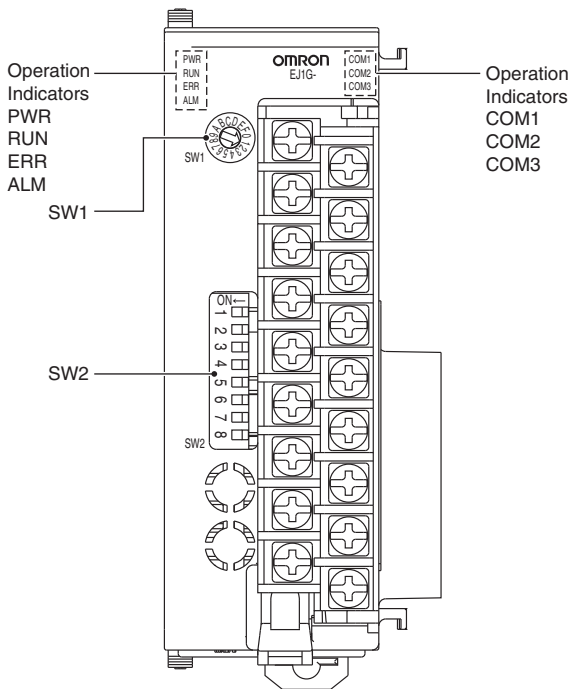 Operation
Indicators
PWR
RUN
ERR
ALM
SW1
SW2
PWR
RUN
ERR
ALM
OMRON
EJ1G-
COM1
COM2
COM3
0123456789ABCDEF
SW1
ON←
1
2
3
4
5
6
7
8
SW2
Operation
Indicators
COM1
COM2
COM3